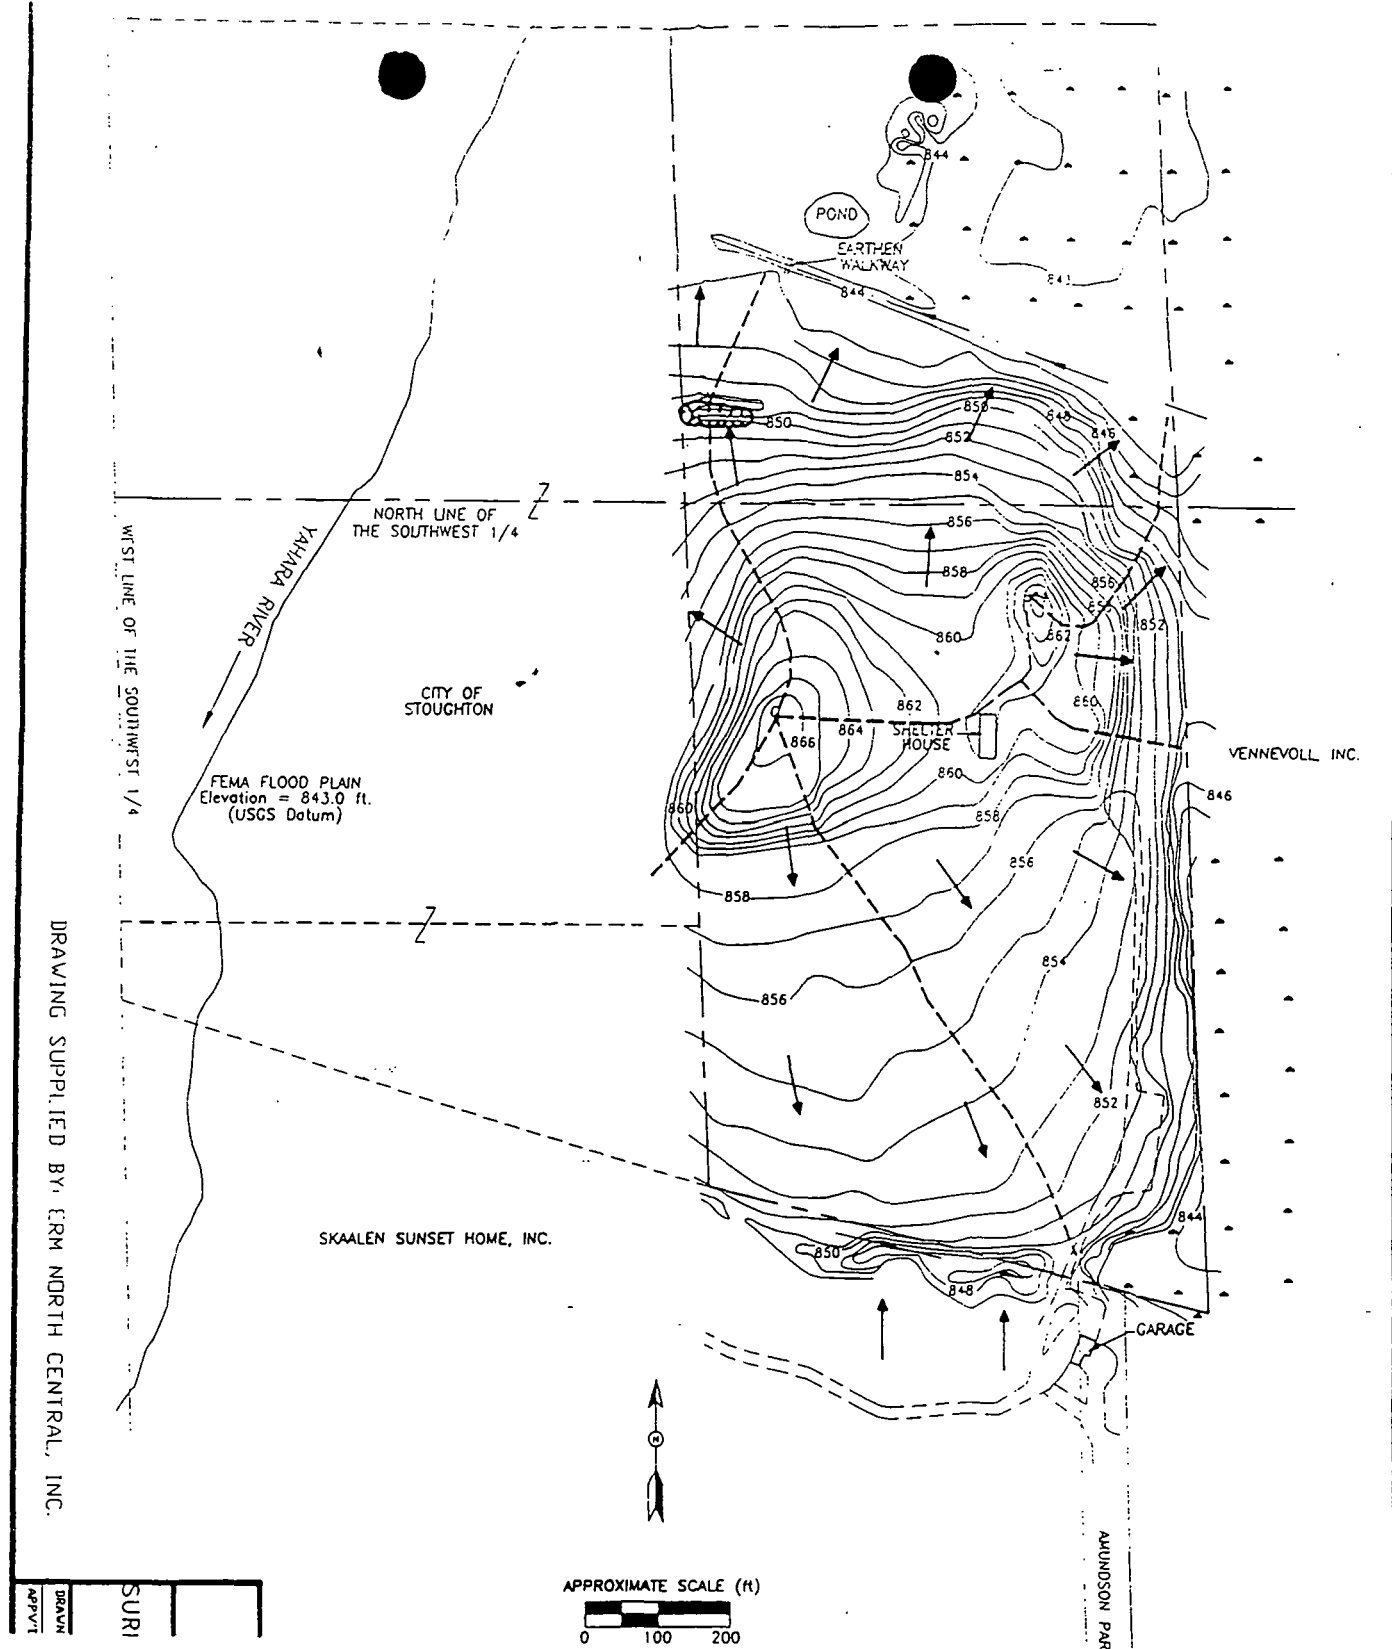 844
POND
EARTHEN
WALKWAY
844
843
850
850
848
852
846
854
NORTH LINE OF
THE SOUTHWEST 1/4
856
858
856
852
860
862
YAHARA RIVER
WEST LINE OF THE SOUTHWEST 1/4
CITY OF
STOUGHTON
862
860
864
866
SHELTER
HOUSE
VENNEVOLL, INC.
FEMA FLOOD PLAIN
Elevation = 843.0 ft.
(USGS Datum)
860
860
846
858
856
858
854
856
852
DRAWING SUPPLIED BY: ERM NORTH CENTRAL, INC.
SKAALEN SUNSET HOME, INC.
844
850
848
GARAGE
N
AMUNDSON PAR
APPROXIMATE SCALE (ft)
0 100 200
SURI
DRAWN
APPV'T